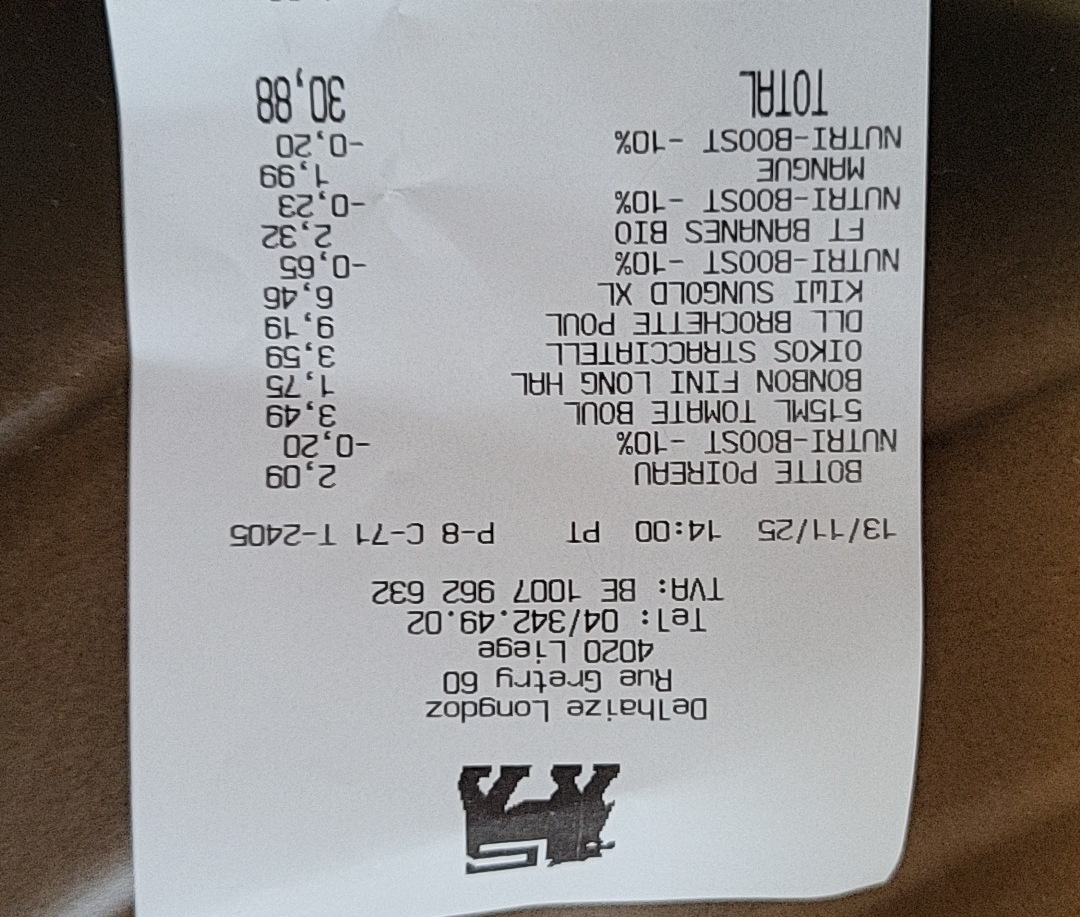 Delhaize Longdoz
Rue Gretry 60
4020 Liege
Tel: 04/342.49.02
TVA: BE 1007 962 632
13/11/25 14:00 PT P-8 C-71 T-2405
BOTTE POIREAU 2,09
NUTRI-BOOST -10% -0,20
515ML TOMATE BOUL 3,49
BONBON FINI LONG HAL 1,75
OIKOS STRACCIATELL 3,59
DLL BROCHETTE POUL 9,19
KIWI SUNGOLD XL 6,46
NUTRI-BOOST -10% -0,65
FT BANANES BIO 2,32
NUTRI-BOOST -10% -0,23
MANGUE 1,99
NUTRI-BOOST -10% -0,20
TOTAL 30,88